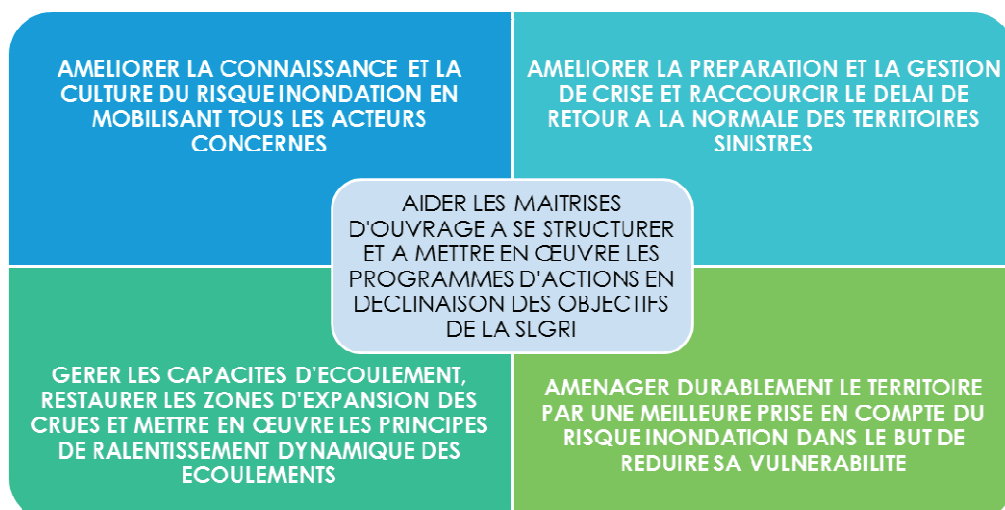 AMELIORER LA CONNAISSANCE ET LA
CULTURE DU RISQUE INONDATION EN
MOBILISANT TOUS LES ACTEURS
CONCERNES
AMELIORER LA PREPARATION ET LA GESTION
DE CRISE ET RACCOURCIR LE DELAI DE
RETOUR A LA NORMALE DES TERRITOIRES
SINISTRES
AIDER LES MAITRISES
D'OUVRAGE A SE STRUCTURER
ET A METTRE EN ŒUVRE LES
PROGRAMMES D'ACTIONS EN
DECLINAISON DES OBJECTIFS
DE LA SLGRI
GERER LES CAPACITES D'ECOULEMENT,
RESTAURER LES ZONES D'EXPANSION DES
CRUES ET METTRE EN ŒUVRE LES PRINCIPES
DE RALENTISSEMENT DYNAMIQUE DES
ECOULEMENTS
AMENAGER DURABLEMENT LE TERRITOIRE
PAR UNE MEILLEURE PRISE EN COMPTE DU
RISQUE INONDATION DANS LE BUT DE
REDUIRE SA VULNERABILITE